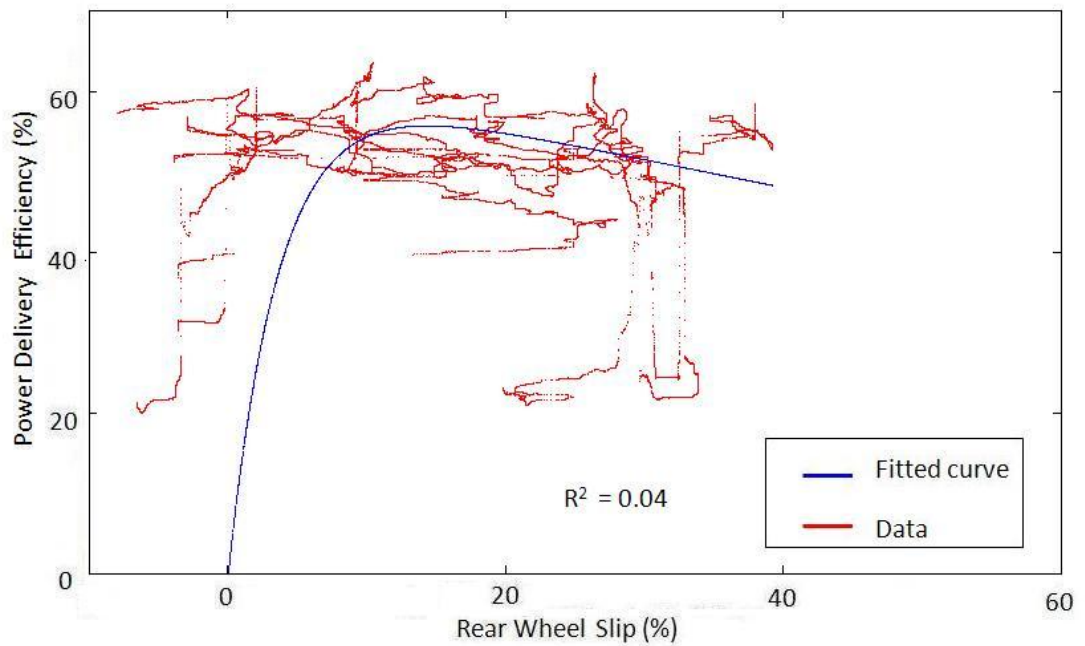 Power Delivery Efficiency (%)
60
40
20
0
0
20
40
60
Rear Wheel Slip (%)
R² = 0.04
Fitted curve
Data